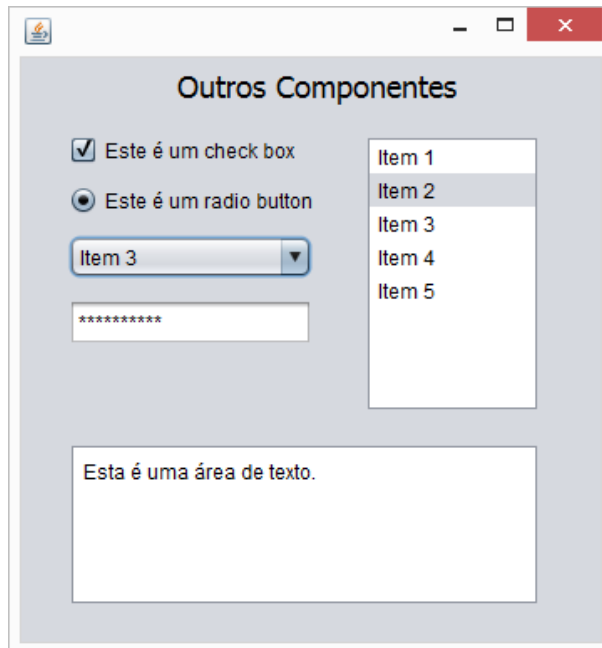 Outros Componentes
Este é um check box
Este é um radio button
Item 3
**********
Item 1
Item 2
Item 3
Item 4
Item 5
Esta é uma área de texto.